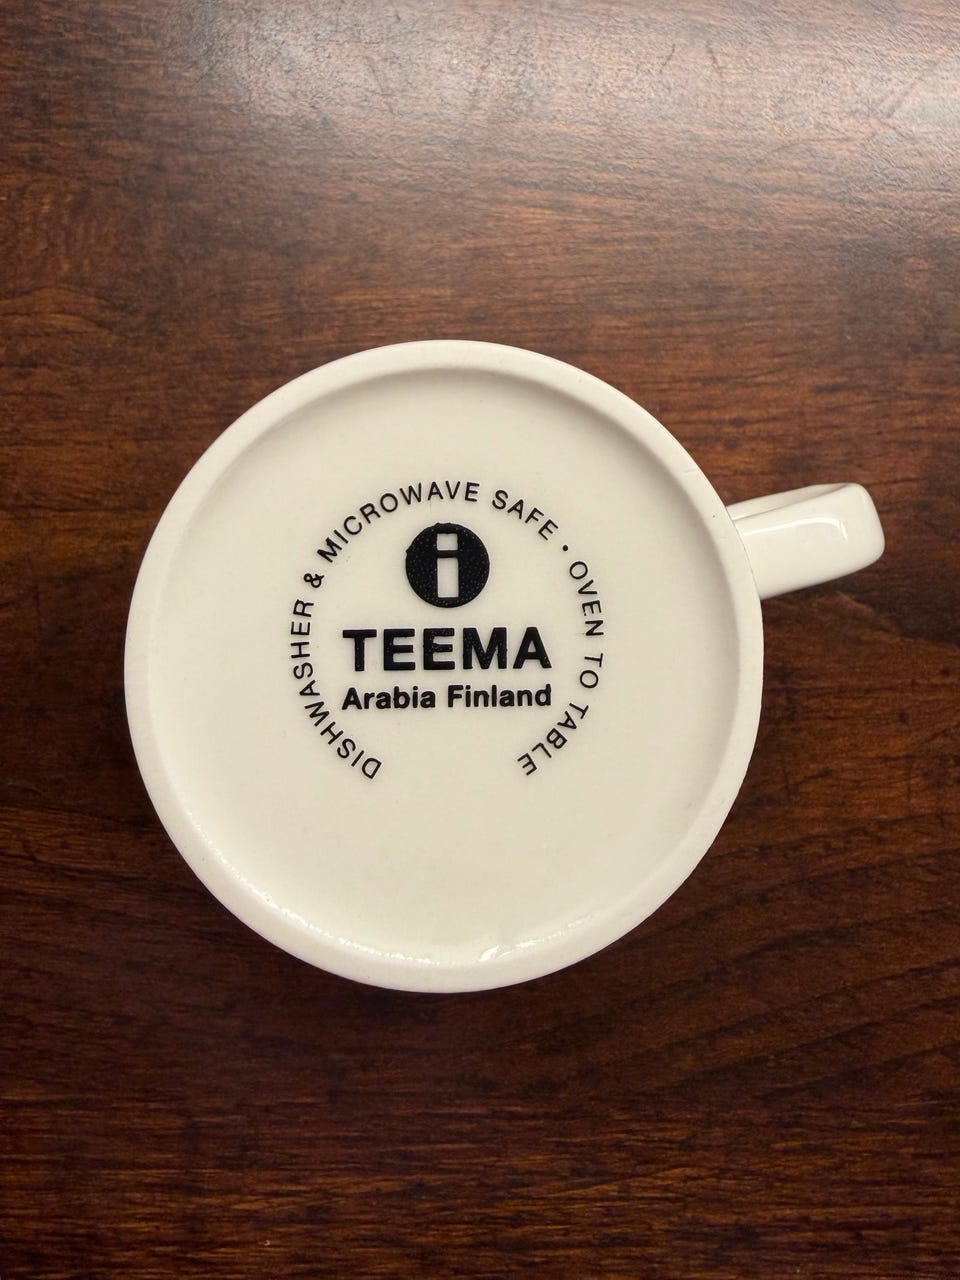 DISHWASHER & MICROWAVE SAFE • OVEN TO TABLE
i
TEEMA
Arabia Finland